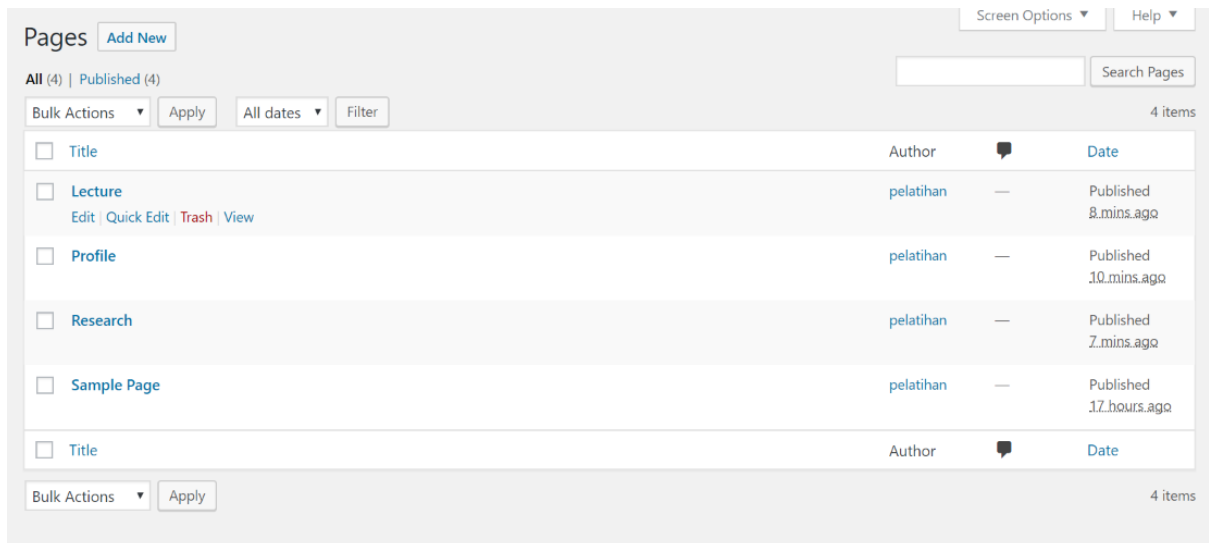 Screen Options ▼ Help ▼
Pages Add New
All (4) | Published (4)
Search Pages
Bulk Actions ▼ Apply All dates ▼ Filter 4 items
Title Author Date
Lecture pelatihan — Published
Edit | Quick Edit | Trash | View 8 mins ago
Profile pelatihan — Published
10 mins ago
Research pelatihan — Published
7 mins ago
Sample Page pelatihan — Published
17 hours ago
Title Author Date
Bulk Actions ▼ Apply 4 items